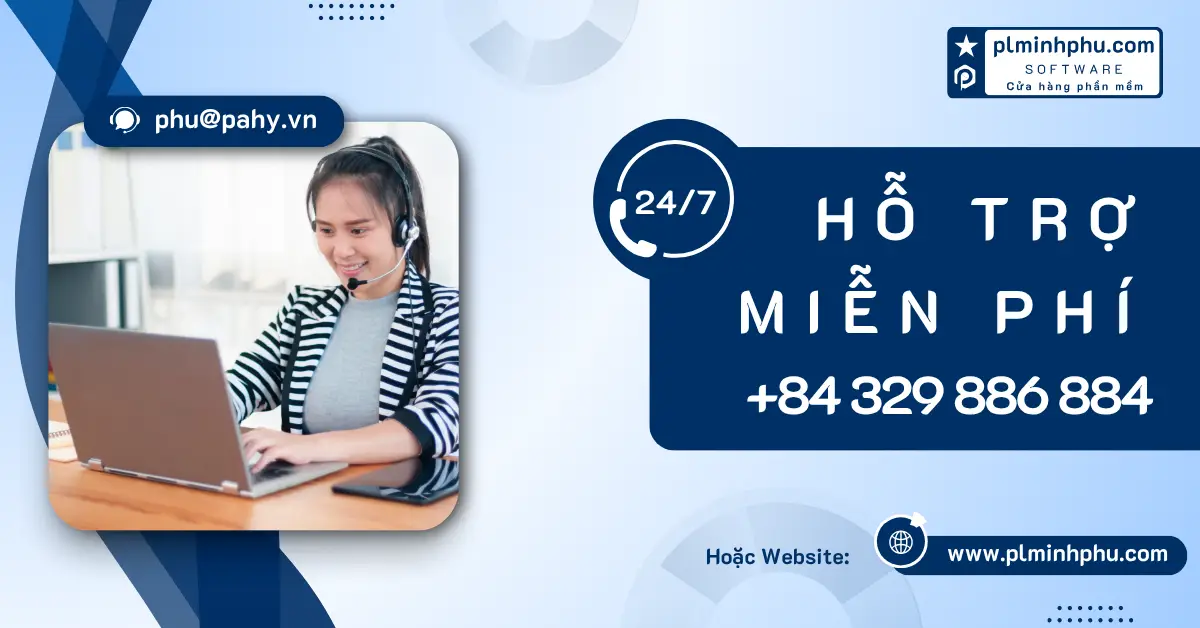 phu@pahy.vn
plminhphu.com
SOFTWARE
Cửa hàng phần mềm
24/7
HỖ TRỢ
MIỄN PHÍ
+84 329 886 884
Hoặc Website:
www.plminhphu.com